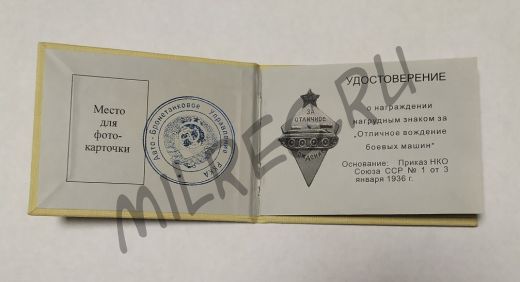 Место
для
фото-
карточки
Авто-Бронетанковое Управление РККА
УДОСТОВЕРЕНИЕ
о награждении
нагрудным знаком за
„Отличное вождение
боевых машин“
Основание: Приказ НКО
Союза ССР № 1 от 3
января 1936 г.
ЗА
ОТЛИЧНОЕ
ВОЖДЕНИЕ
MILREC.RU